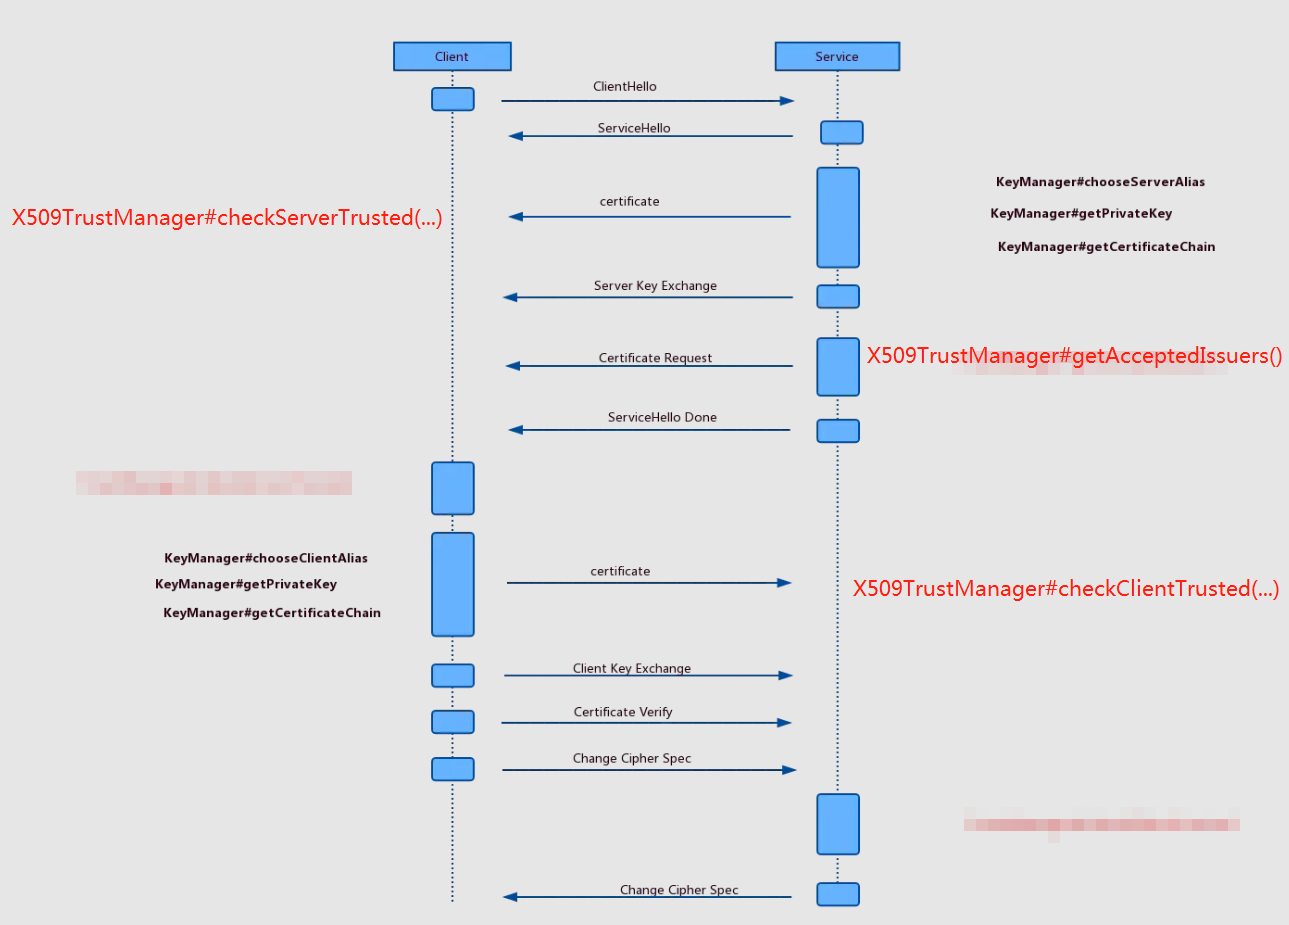 Client
Service
ClientHello
ServiceHello
KeyManager#chooseServerAlias
certificate
X509TrustManager#checkServerTrusted(...)
KeyManager#getPrivateKey
KeyManager#getCertificateChain
Server Key Exchange
Certificate Request
X509TrustManager#getAcceptedIssuers()
ServiceHello Done
KeyManager#chooseClientAlias
certificate
KeyManager#getPrivateKey
X509TrustManager#checkClientTrusted(...)
KeyManager#getCertificateChain
Client Key Exchange
Certificate Verify
Change Cipher Spec
Change Cipher Spec